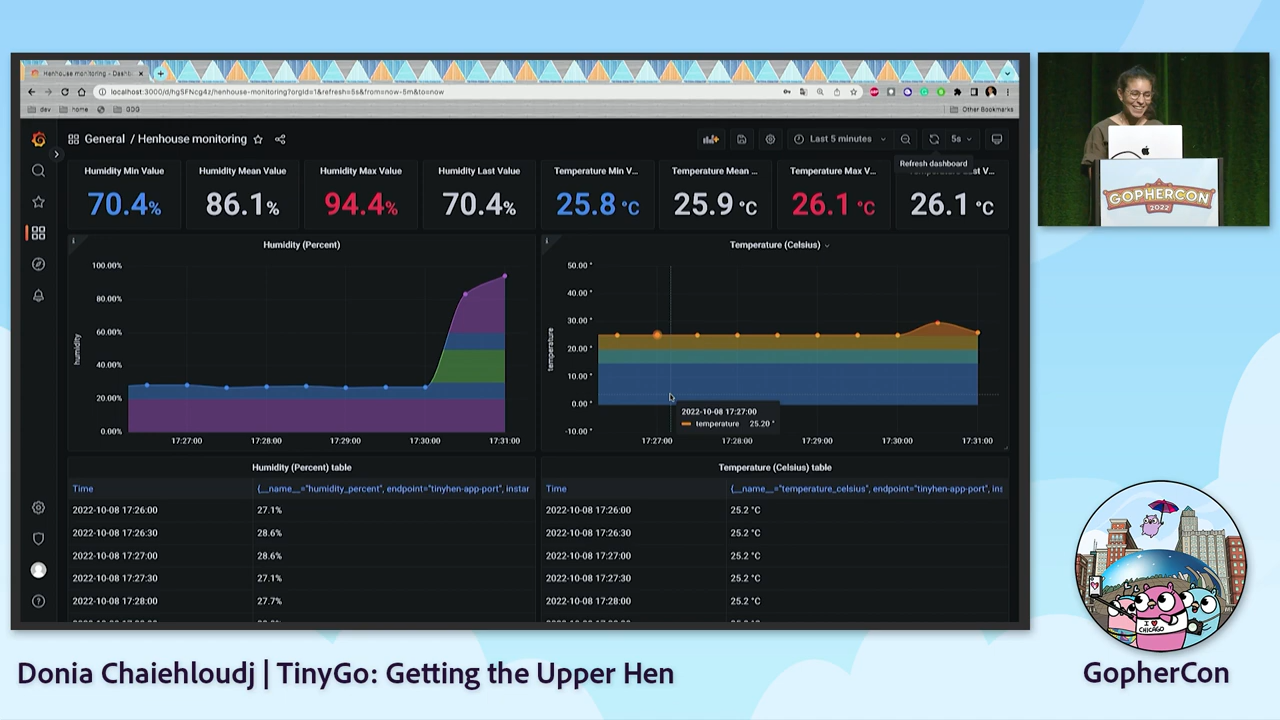 Henhouse monitoring - Dashb
localhost:3000/d/hgSFNcg4z/henhouse-monitoring?orgId=1&refresh=5s&from=now-5m&to=now
dev
home
Other Bookmarks
General / Henhouse monitoring
Last 5 minutes
5s
Refresh dashboard
Humidity Min Value
70.4%
Humidity Mean Value
86.1%
Humidity Max Value
94.4%
Humidity Last Value
70.4%
Temperature Min V...
25.8 °C
Temperature Mean ...
25.9 °C
Temperature Max V...
26.1 °C
26.1 °C
Humidity (Percent)
100.00%
80.00%
60.00%
40.00%
20.00%
0.00%
humidity
17:27:00 17:28:00 17:29:00 17:30:00 17:31:00
Temperature (Celsius)
50.00 °
40.00 °
30.00 °
20.00 °
10.00 °
0.00 °
-10.00 °
temperature
2022-10-08 17:27:00
temperature 25.20 °
17:27:00 17:28:00 17:29:00 17:30:00 17:31:00
Humidity (Percent) table
Time {__name__="humidity_percent", endpoint="tinyhen-app-port", instar
2022-10-08 17:26:00 27.1%
2022-10-08 17:26:30 28.6%
2022-10-08 17:27:00 28.6%
2022-10-08 17:27:30 27.1%
2022-10-08 17:28:00 27.7%
Temperature (Celsius) table
Time {__name__="temperature_celsius", endpoint="tinyhen-app-port", ins
2022-10-08 17:26:00 25.2 °C
2022-10-08 17:26:30 25.2 °C
2022-10-08 17:27:00 25.2 °C
2022-10-08 17:27:30 25.2 °C
2022-10-08 17:28:00 25.2 °C
GOPHERCON
2022
I ♥
CHICAGO
Donia Chaiehloudj | TinyGo: Getting the Upper Hen
GopherCon